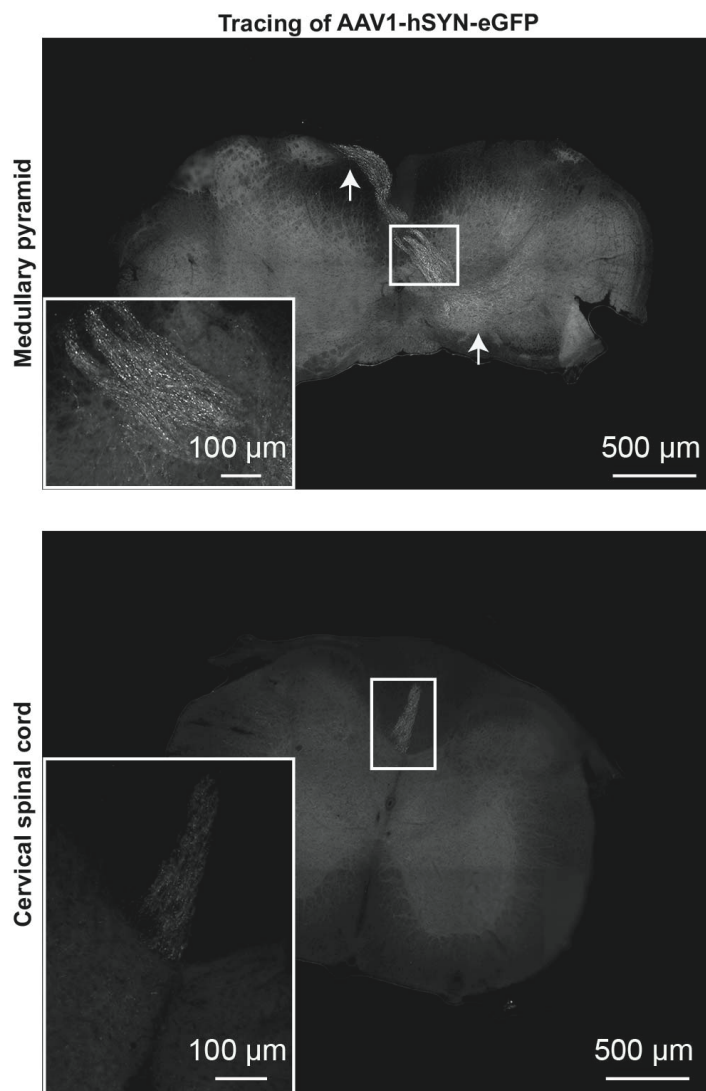 Tracing of AAV1-hSYN-eGFP
Medullary pyramid
100 µm
500 µm
Cervical spinal cord
100 µm
500 µm